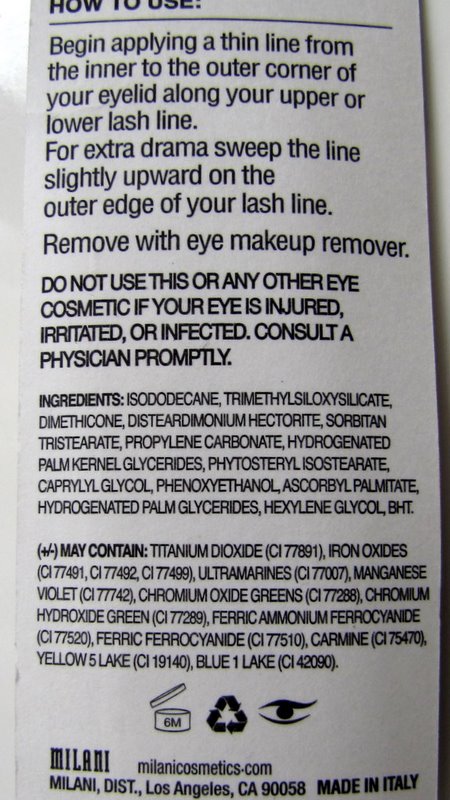 HOW TO USE:
Begin applying a thin line from
the inner to the outer corner of
your eyelid along your upper or
lower lash line.
For extra drama sweep the line
slightly upward on the
outer edge of your lash line.
Remove with eye makeup remover.
DO NOT USE THIS OR ANY OTHER EYE
COSMETIC IF YOUR EYE IS INJURED,
IRRITATED, OR INFECTED. CONSULT A
PHYSICIAN PROMPTLY.
INGREDIENTS: ISODODECANE, TRIMETHYLSILOXYSILICATE,
DIMETHICONE, DISTEARDIMONIUM HECTORITE, SORBITAN
TRISTEARATE, PROPYLENE CARBONATE, HYDROGENATED
PALM KERNEL GLYCERIDES, PHYTOSTERYL ISOSTEARATE,
CAPRYLYL GLYCOL, PHENOXYETHANOL, ASCORBYL PALMITATE,
HYDROGENATED PALM GLYCERIDES, HEXYLENE GLYCOL, BHT.
(+/-) MAY CONTAIN: TITANIUM DIOXIDE (CI 77891), IRON OXIDES
(CI 77491, CI 77492, CI 77499), ULTRAMARINES (CI 77007), MANGANESE
VIOLET (CI 77742), CHROMIUM OXIDE GREENS (CI 77288), CHROMIUM
HYDROXIDE GREEN (CI 77289), FERRIC AMMONIUM FERROCYANIDE
(CI 77520), FERRIC FERROCYANIDE (CI 77510), CARMINE (CI 75470),
YELLOW 5 LAKE (CI 19140), BLUE 1 LAKE (CI 42090).
6M
MILANI milanicosmetics.com
MILANI, DIST., Los Angeles, CA 90058 MADE IN ITALY